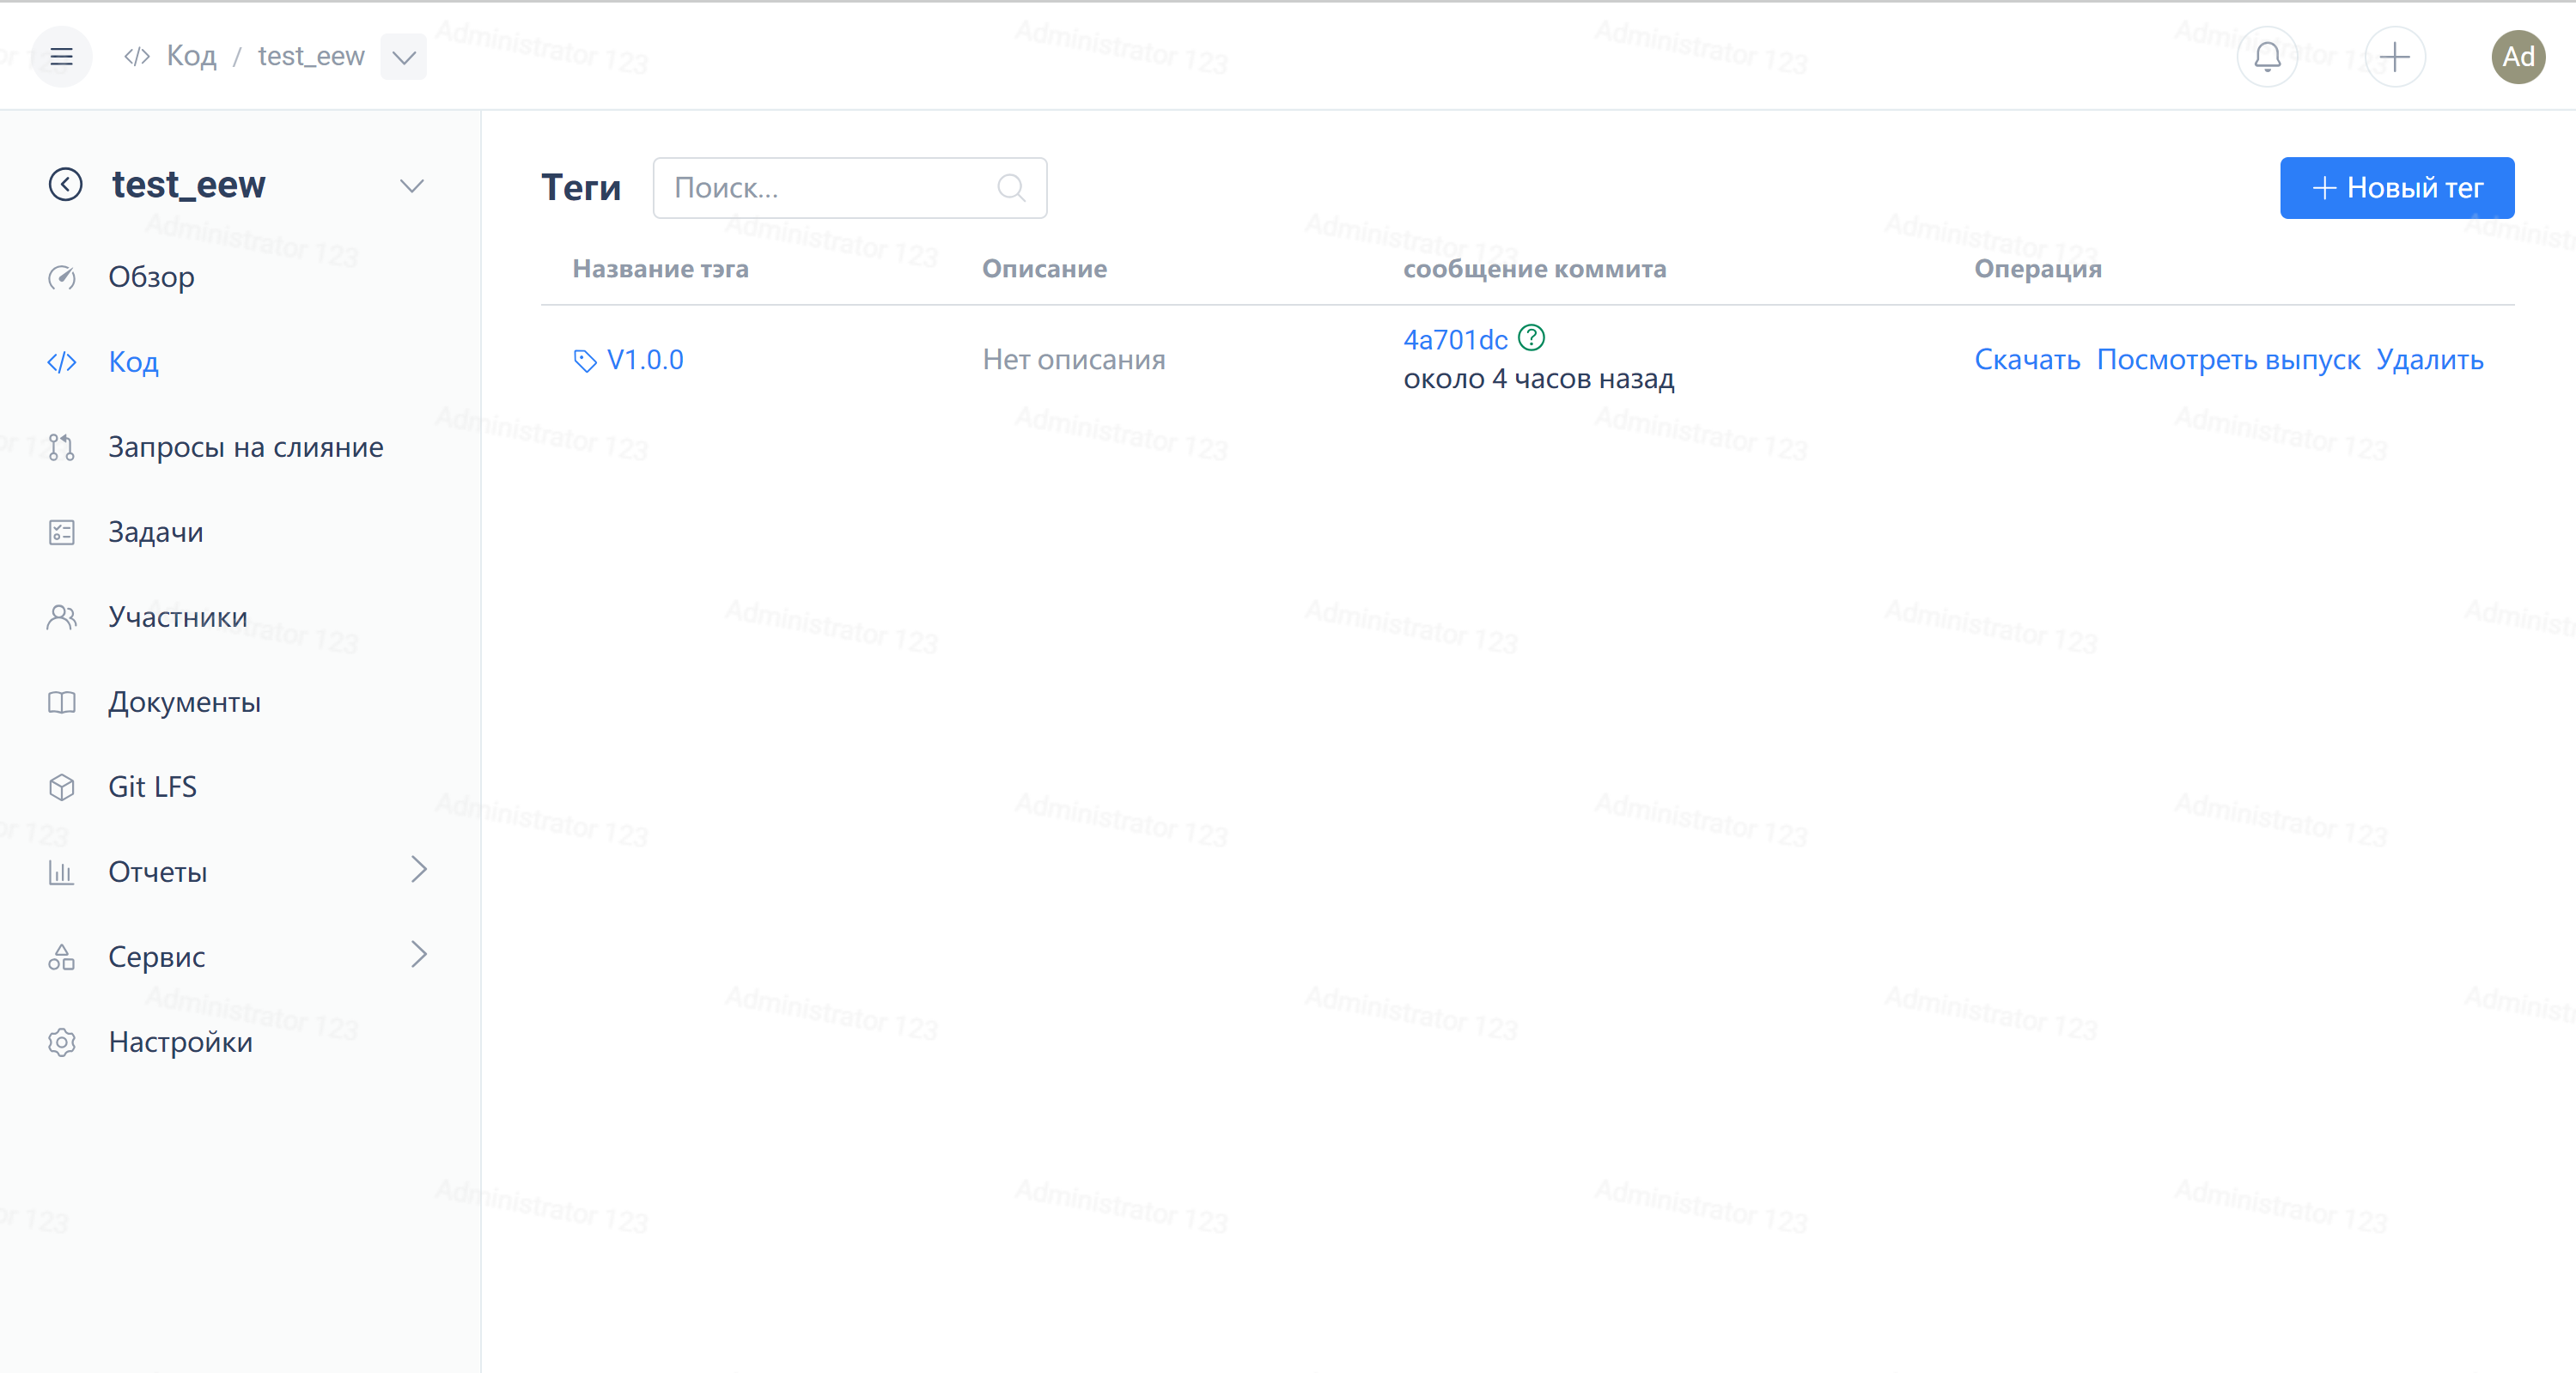 Код / test_eew
Ad
test_eew
Обзор
Код
Запросы на слияние
Задачи
Участники
Документы
Git LFS
Отчеты
Сервис
Настройки
Теги
Поиск...
Новый тег
Название тэга Описание сообщение коммита Операция
V1.0.0 Нет описания 4a701dc
около 4 часов назад
Скачать Посмотреть выпуск Удалить
Administrator 123